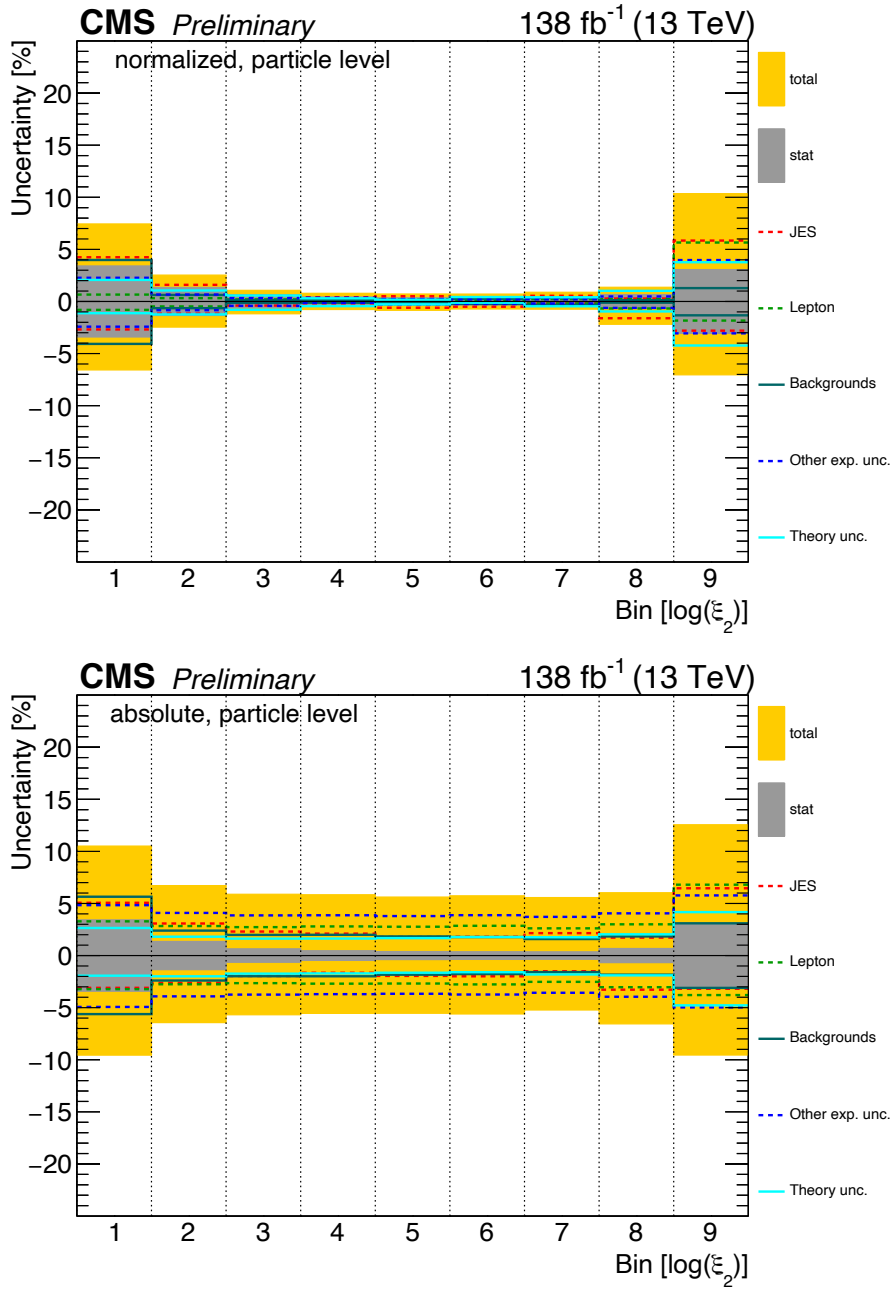 CMS Preliminary 138 fb⁻¹ (13 TeV)
normalized, particle level
Uncertainty [%]
20
15
10
5
0
−5
−10
−15
−20
1 2 3 4 5 6 7 8 9
Bin [log(ξ₂)]
total
stat
JES
Lepton
Backgrounds
Other exp. unc.
Theory unc.
CMS Preliminary 138 fb⁻¹ (13 TeV)
absolute, particle level
Uncertainty [%]
20
15
10
5
0
−5
−10
−15
−20
1 2 3 4 5 6 7 8 9
Bin [log(ξ₂)]
total
stat
JES
Lepton
Backgrounds
Other exp. unc.
Theory unc.